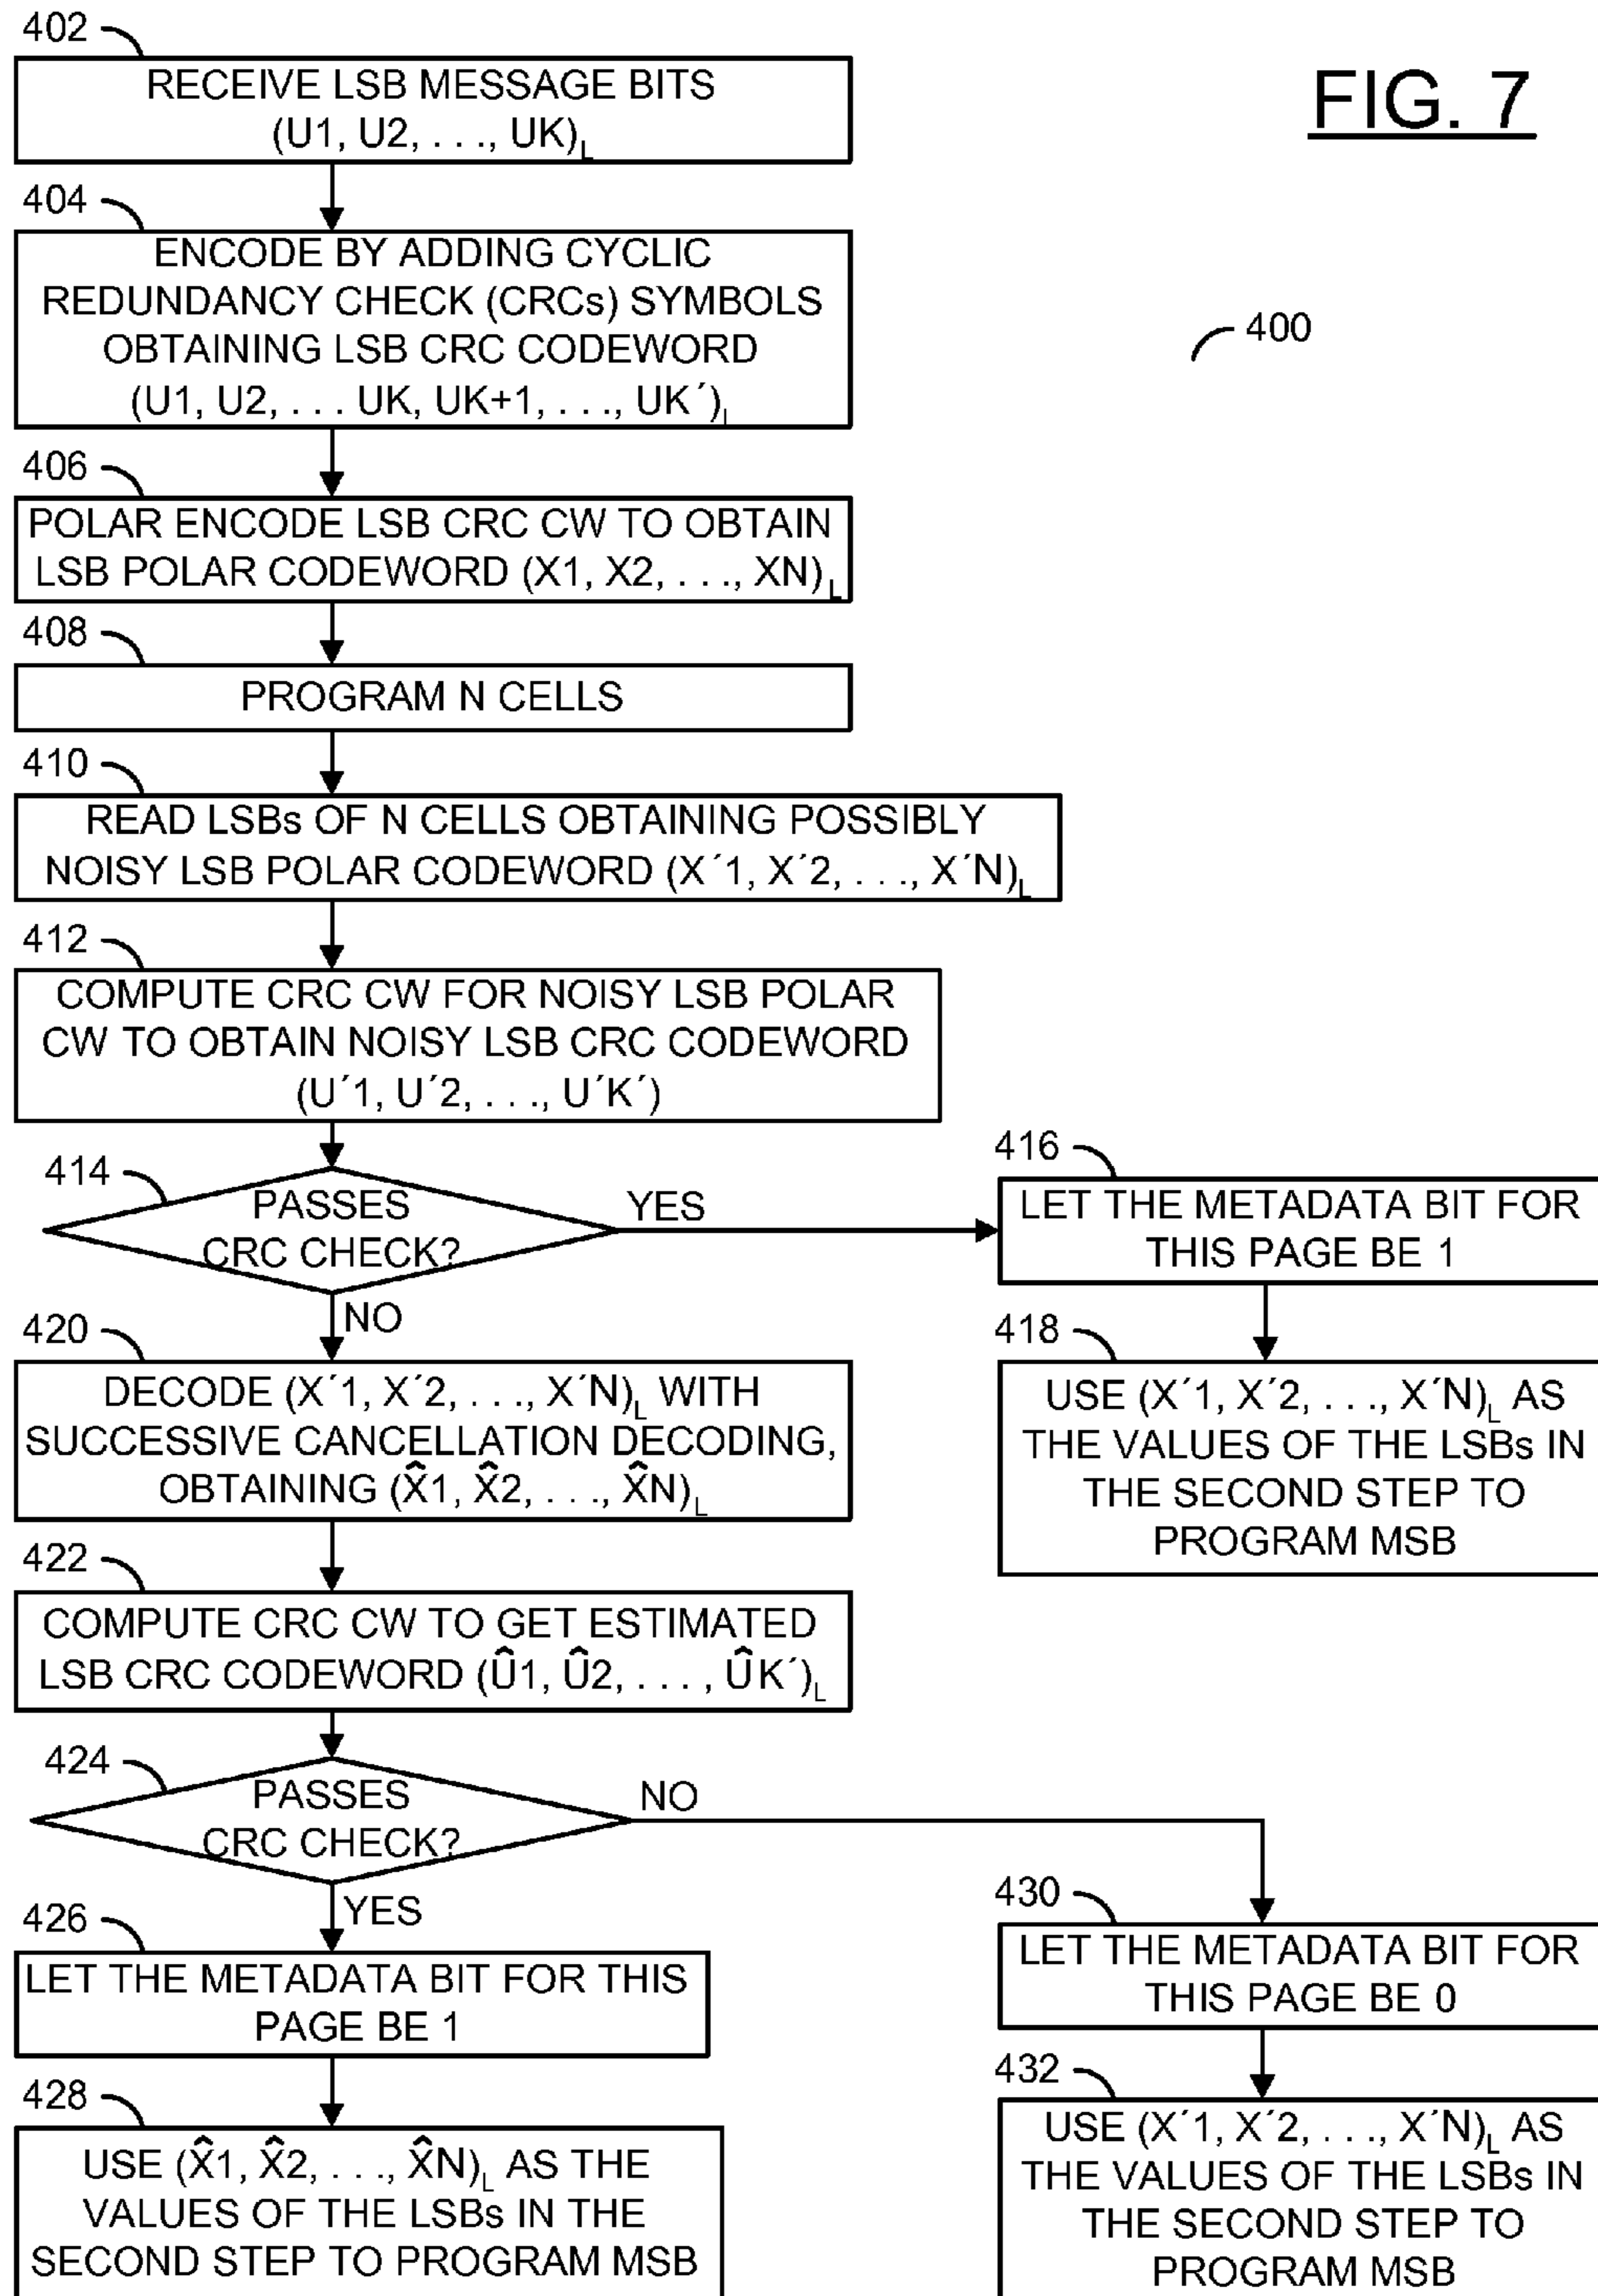 FIG. 7
400
402
RECEIVE LSB MESSAGE BITS
(U1, U2, . . ., UK)L
404
ENCODE BY ADDING CYCLIC
REDUNDANCY CHECK (CRCs) SYMBOLS
OBTAINING LSB CRC CODEWORD
(U1, U2, . . . UK, UK+1, . . ., UK´)L
406
POLAR ENCODE LSB CRC CW TO OBTAIN
LSB POLAR CODEWORD (X1, X2, . . ., XN)L
408
PROGRAM N CELLS
410
READ LSBs OF N CELLS OBTAINING POSSIBLY
NOISY LSB POLAR CODEWORD (X´1, X´2, . . ., X´N)L
412
COMPUTE CRC CW FOR NOISY LSB POLAR
CW TO OBTAIN NOISY LSB CRC CODEWORD
(U´1, U´2, . . ., U´K´)
414
PASSES
CRC CHECK?
YES
NO
416
LET THE METADATA BIT FOR
THIS PAGE BE 1
418
USE (X´1, X´2, . . ., X´N)L AS
THE VALUES OF THE LSBs IN
THE SECOND STEP TO
PROGRAM MSB
420
DECODE (X´1, X´2, . . ., X´N)L WITH
SUCCESSIVE CANCELLATION DECODING,
OBTAINING (X̂1, X̂2, . . ., X̂N)L
422
COMPUTE CRC CW TO GET ESTIMATED
LSB CRC CODEWORD (Û1, Û2, . . . , ÛK´)L
424
PASSES
CRC CHECK?
NO
YES
426
LET THE METADATA BIT FOR THIS
PAGE BE 1
428
USE (X̂1, X̂2, . . ., X̂N)L AS THE
VALUES OF THE LSBs IN THE
SECOND STEP TO PROGRAM MSB
430
LET THE METADATA BIT FOR
THIS PAGE BE 0
432
USE (X´1, X´2, . . ., X´N)L AS
THE VALUES OF THE LSBs IN
THE SECOND STEP TO
PROGRAM MSB